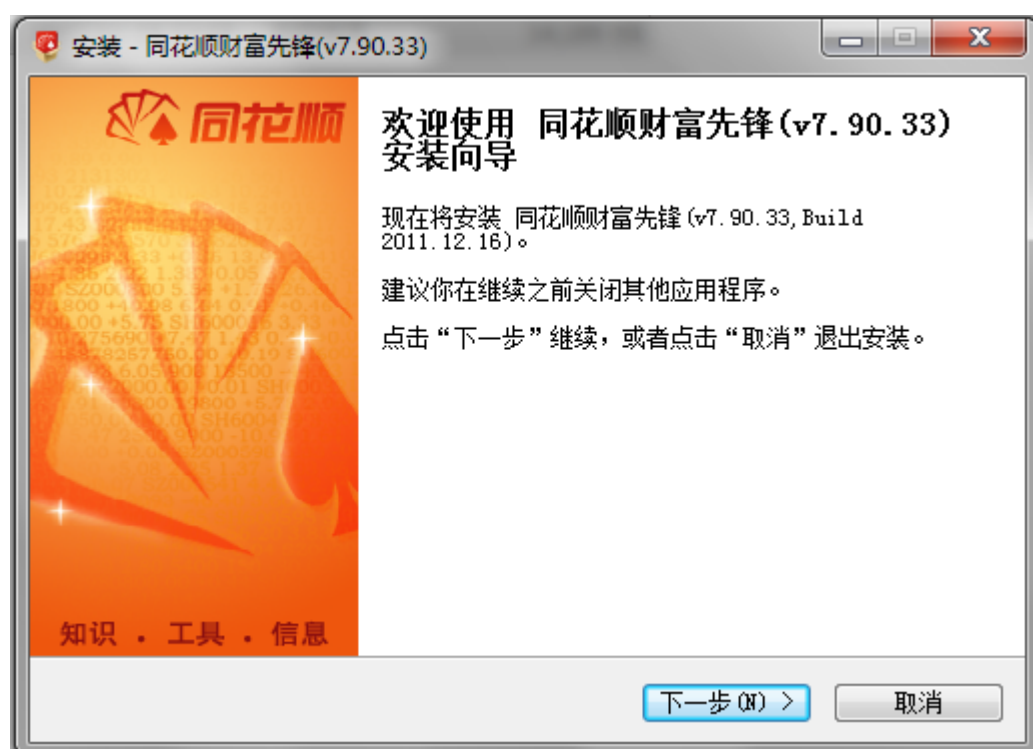 安装 - 同花顺财富先锋(v7.90.33)
同花顺
欢迎使用 同花顺财富先锋(v7.90.33)
安装向导
现在将安装 同花顺财富先锋(v7.90.33,Build
2011.12.16)。
建议你在继续之前关闭其他应用程序。
点击“下一步”继续，或者点击“取消”退出安装。
知识 . 工具 . 信息
下一步(N) >
取消